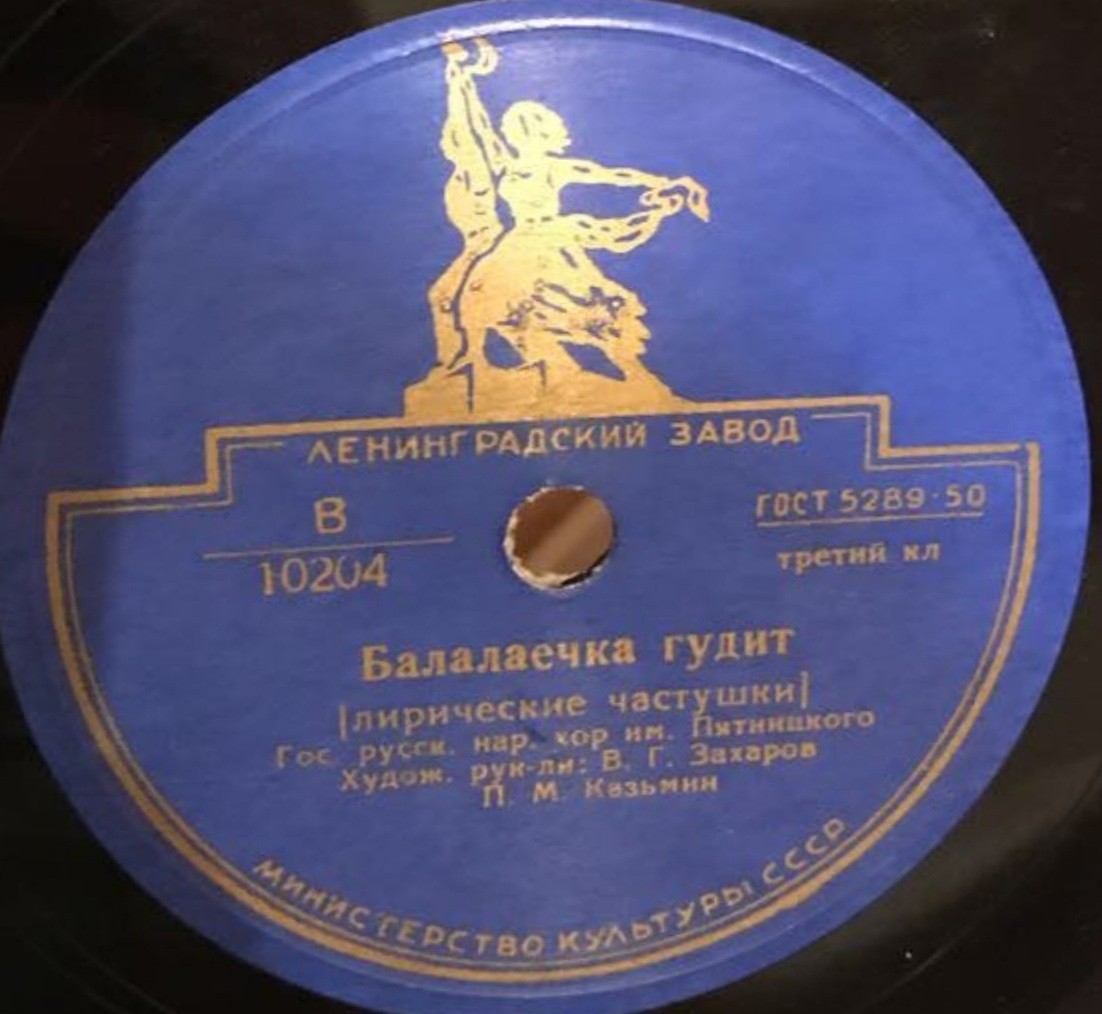 ЛЕНИНГРАДСКИЙ ЗАВОД
В
10204
ГОСТ 5289·50
третий кл
Балалаечка гудит
[лирические частушки]
Гос. русск. нар. хор им. Пятницкого
Худож. рук-ли: В. Г. Захаров
П. М. Казьмин
МИНИСТЕРСТВО КУЛЬТУРЫ СССР